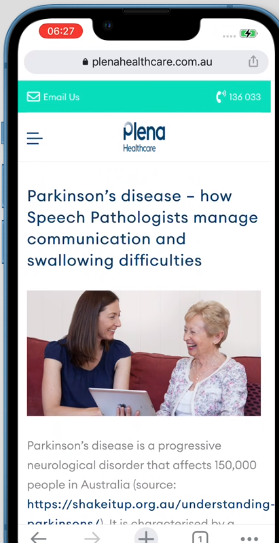 06:27
plenahealthcare.com.au
Email Us
136 033
Plena
Healthcare
Parkinson's disease – how
Speech Pathologists manage
communication and
swallowing difficulties
Parkinson's disease is a progressive
neurological disorder that affects 150,000
people in Australia (source:
https://shakeitup.org.au/understanding-
parkinsons/). It is characterised by a
1